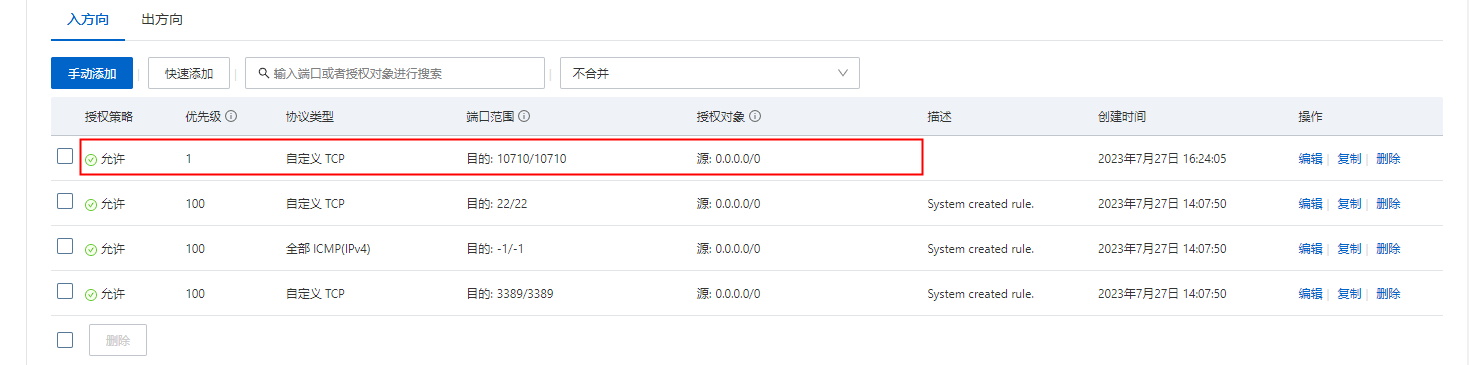 入方向 出方向
手动添加 快速添加 输入端口或者授权对象进行搜索 不合并
授权策略 优先级 协议类型 端口范围 授权对象 描述 创建时间 操作
允许 1 自定义 TCP 目的: 10710/10710 源: 0.0.0.0/0 2023年7月27日 16:24:05 编辑 复制 删除
允许 100 自定义 TCP 目的: 22/22 源: 0.0.0.0/0 System created rule. 2023年7月27日 14:07:50 编辑 复制 删除
允许 100 全部 ICMP(IPv4) 目的: -1/-1 源: 0.0.0.0/0 System created rule. 2023年7月27日 14:07:50 编辑 复制 删除
允许 100 自定义 TCP 目的: 3389/3389 源: 0.0.0.0/0 System created rule. 2023年7月27日 14:07:50 编辑 复制 删除
删除